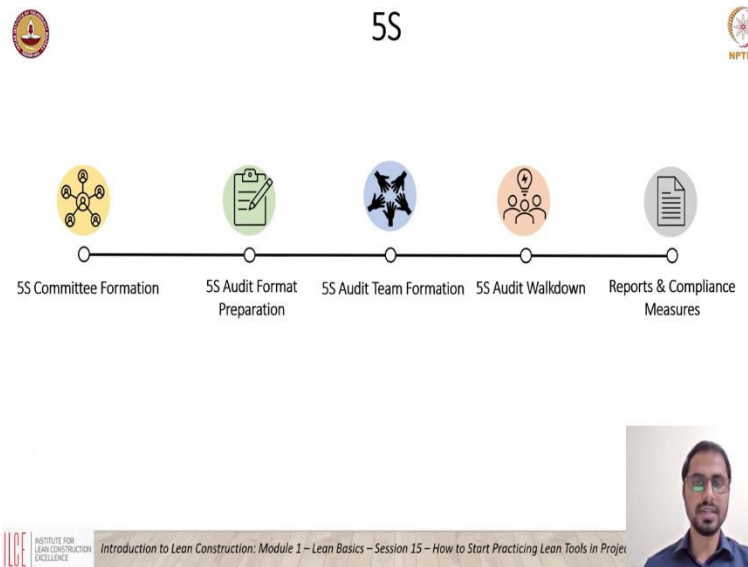 5S
NPTE
5S Committee Formation
5S Audit Format
Preparation
5S Audit Team Formation
5S Audit Walkdown
Reports & Compliance
Measures
ILCE
INSTITUTE FOR
LEAN CONSTRUCTION
EXCELLENCE
Introduction to Lean Construction: Module 1 – Lean Basics – Session 15 – How to Start Practicing Lean Tools in Projec